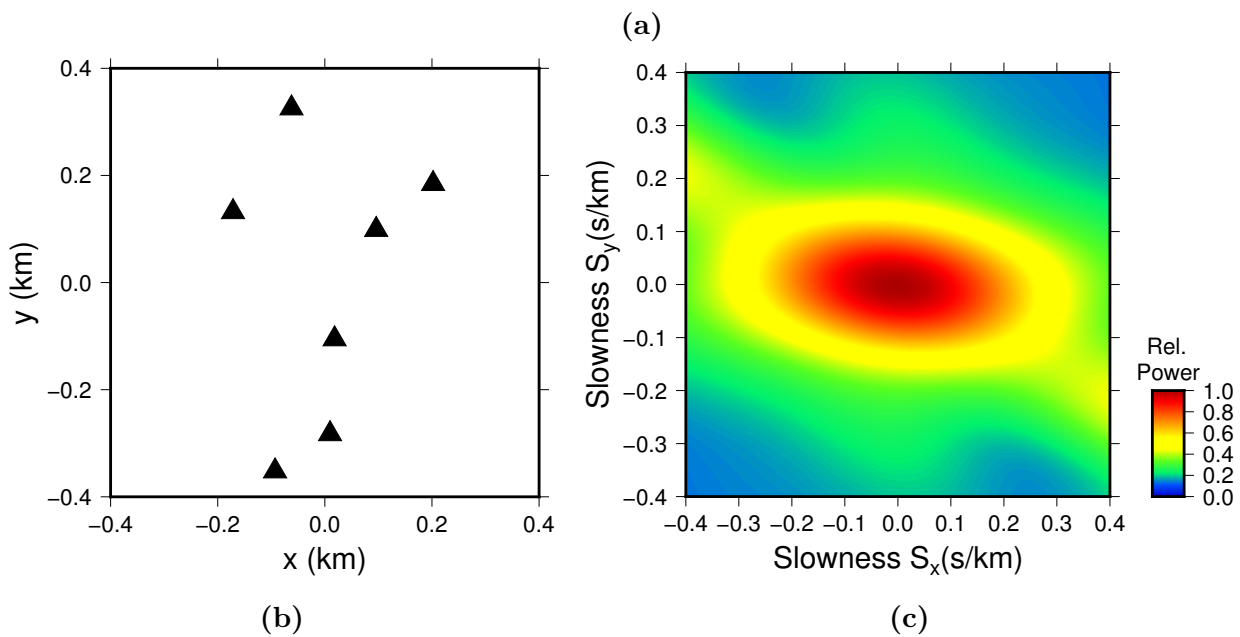 (a)
0.4
0.2
0.0
−0.2
−0.4
y (km)
−0.4 −0.2 0.0 0.2 0.4
x (km)
(b)
0.4
0.3
0.2
0.1
0.0
−0.1
−0.2
−0.3
−0.4
Slowness Sy(s/km)
−0.4 −0.3 −0.2 −0.1 0.0 0.1 0.2 0.3 0.4
Slowness Sx(s/km)
(c)
Rel.
Power
1.0
0.8
0.6
0.4
0.2
0.0